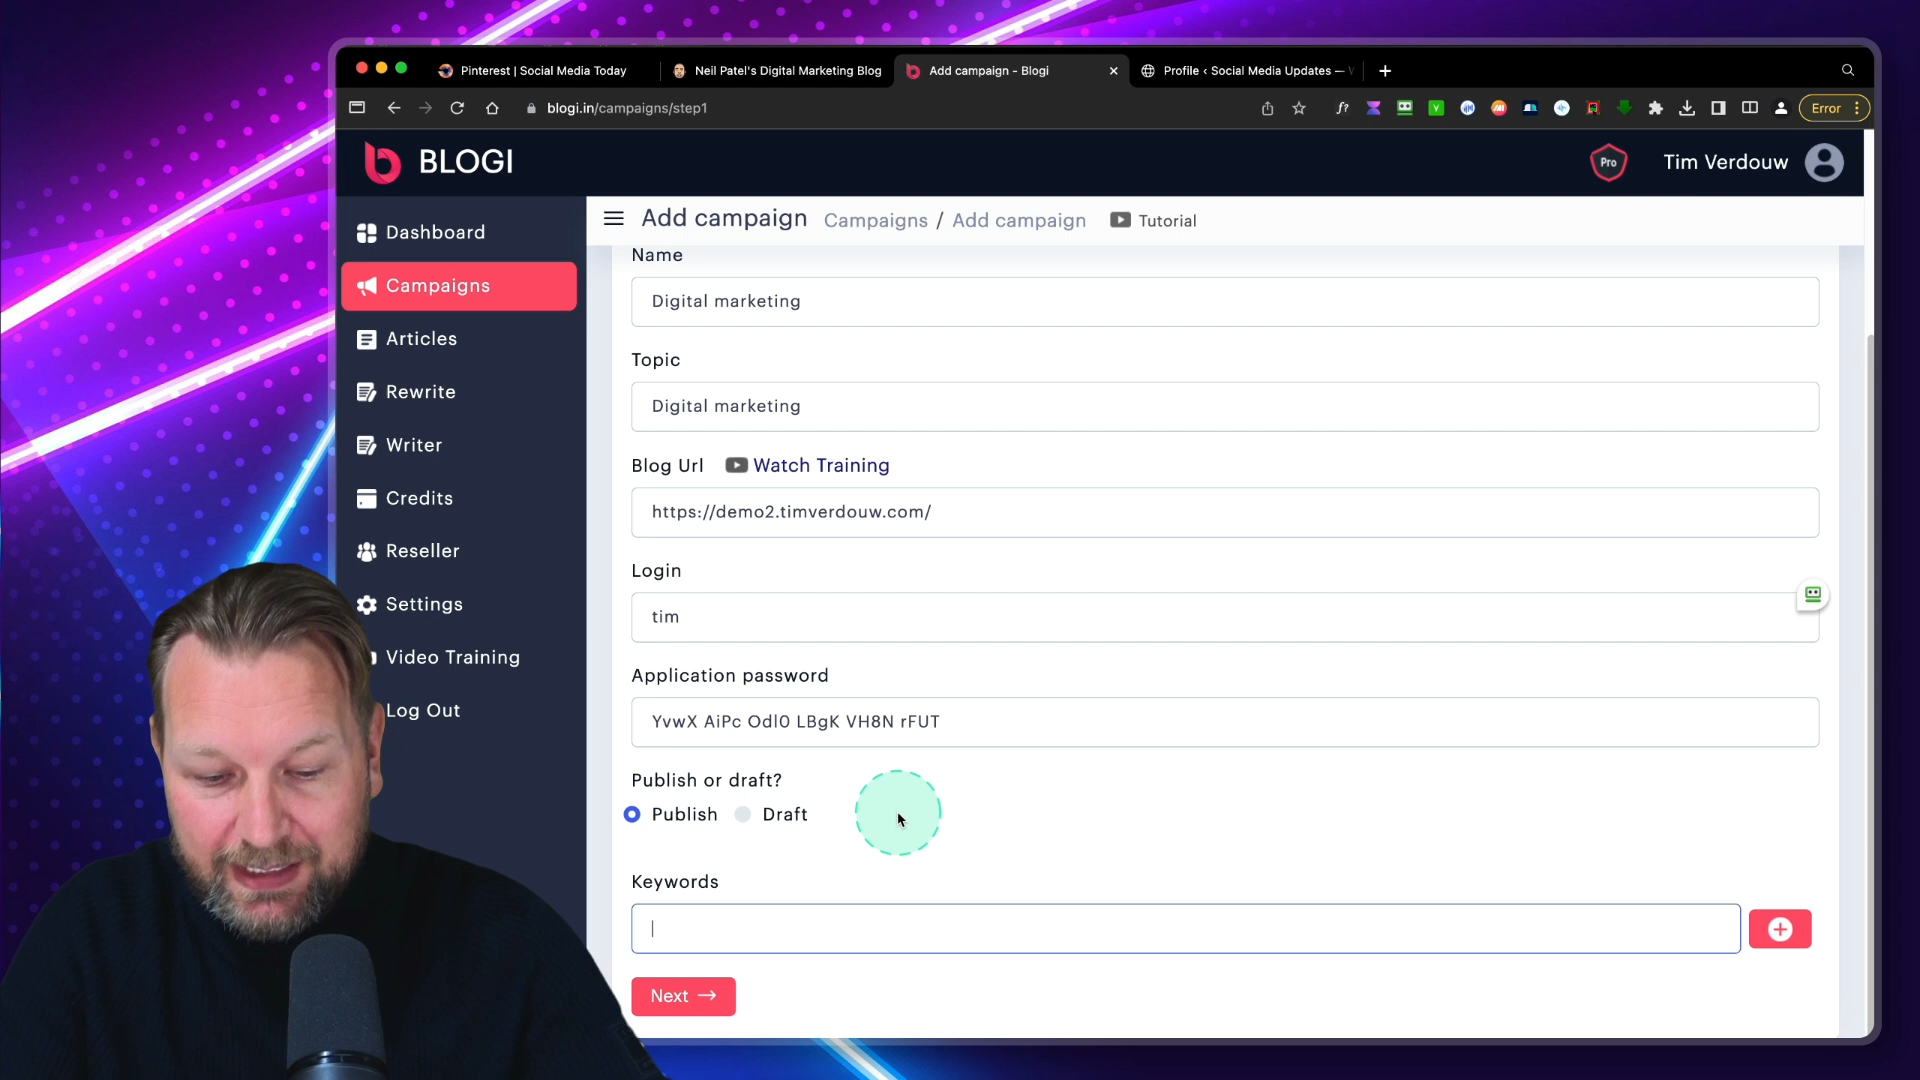 Pinterest | Social Media Today
Neil Patel's Digital Marketing Blog
Add campaign - Blogi
Profile ‹ Social Media Updates —
blogi.in/campaigns/step1
Error
BLOGI
Pro
Tim Verdouw
Dashboard
Campaigns
Articles
Rewrite
Writer
Credits
Reseller
Settings
Video Training
Log Out
Add campaign
Campaigns / Add campaign
Tutorial
Name
Digital marketing
Topic
Digital marketing
Blog Url
Watch Training
https://demo2.timverdouw.com/
Login
tim
Application password
YvwX AiPc Odl0 LBgK VH8N rFUT
Publish or draft?
Publish
Draft
Keywords
Next →